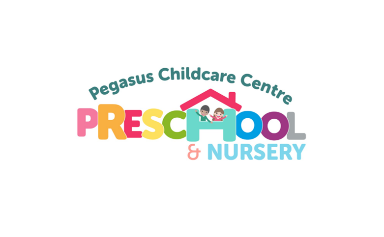 Pegasus Childcare Centre
PRESCHOOL
& NURSERY